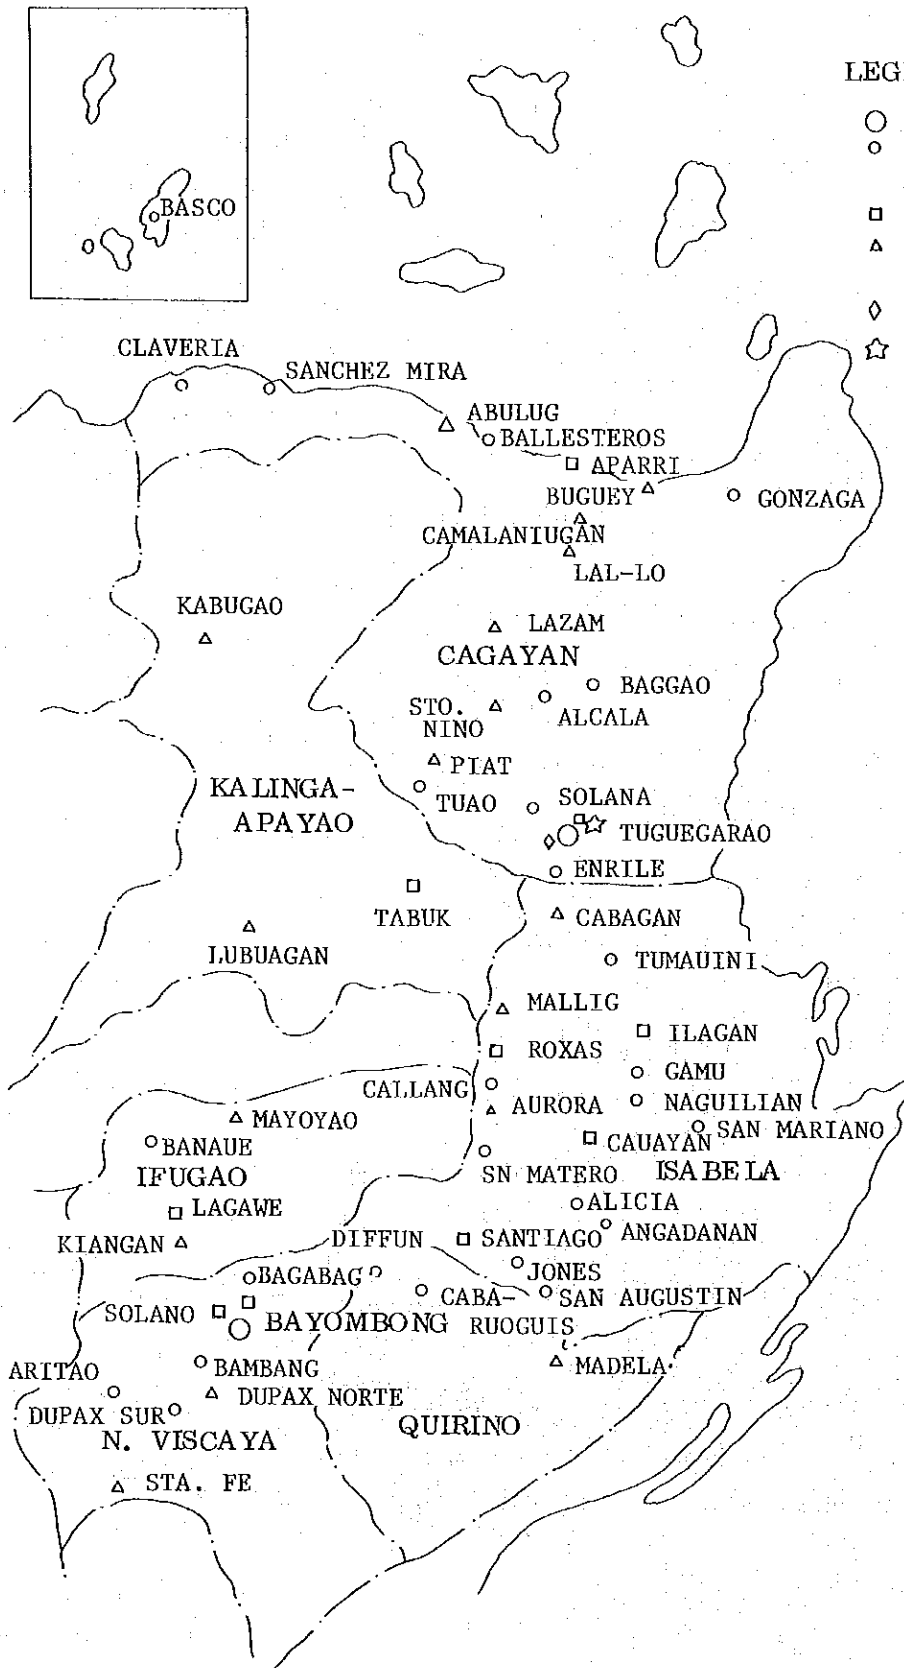 LEG
BASCO
CLAVERIA
SANCHEZ MIRA
ABULUG
BALLESTEROS
APARRI
BUGUEY
GONZAGA
CAMALANIUGAN
LAL-LO
KABUGAO
LAZAM
CAGAYAN
BAGGAO
STO.
NINO
ALCALA
PIAT
KALINGA-
APAYAO
TUAO
SOLANA
TUGUEGARAO
ENRILE
TABUK
CABAGAN
LUBUAGAN
TUMAUINI
MALLIG
ILAGAN
ROXAS
GAMU
CALLANG
AURORA
NAGUILIAN
MAYOYAO
SAN MARIANO
BANAUE
CAUAYAN
IFUGAO
SN MATERO
ISABELA
LAGAWE
ALICIA
ANGADANAN
KIANGAN
DIFFUN
SANTIAGO
BAGABAG
JONES
CABA-
RUOGUIS
SAN AUGUSTIN
SOLANO
BAYOMBONG
ARITAO
BAMBANG
MADELA
DUPAX NORTE
DUPAX SUR
QUIRINO
N. VISCAYA
STA. FE